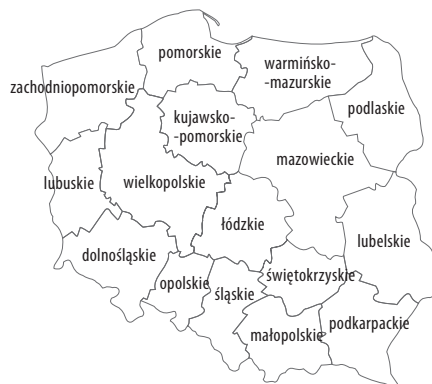 pomorskie
warmińsko-
-mazurskie
zachodniopomorskie
podlaskie
kujawsko-
-pomorskie
mazowieckie
lubuskie
wielkopolskie
łódzkie
lubelskie
dolnośląskie
opolskie
śląskie
świętokrzyskie
małopolskie
podkarpackie